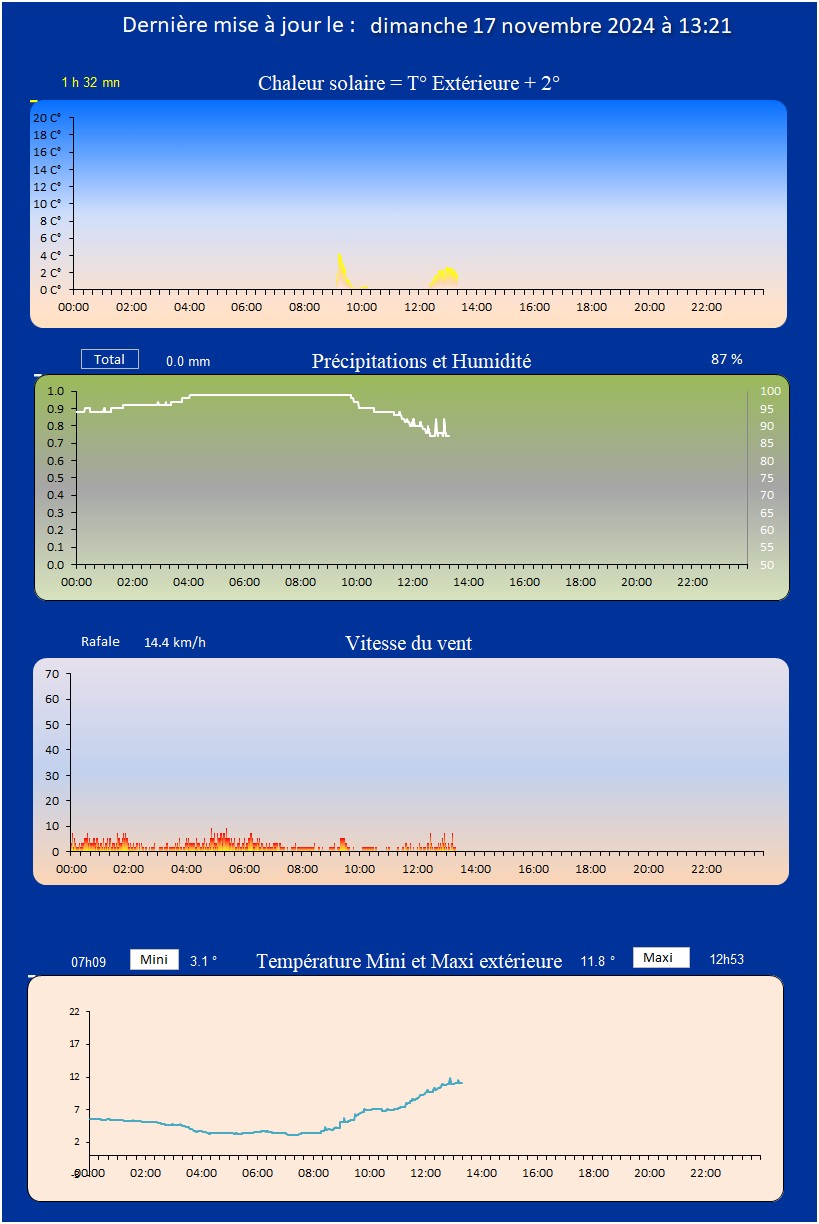 Dernière mise à jour le : dimanche 17 novembre 2024 à 13:21
1 h 32 mn
Chaleur solaire = T° Extérieure + 2°
20 C°
18 C°
16 C°
14 C°
12 C°
10 C°
8 C°
6 C°
4 C°
2 C°
0 C°
00:00 02:00 04:00 06:00 08:00 10:00 12:00 14:00 16:00 18:00 20:00 22:00
Total 0.0 mm Précipitations et Humidité 87 %
1.0 100
0.9 95
0.8 90
0.7 85
0.6 80
0.5 75
0.4 70
0.3 65
0.2 60
0.1 55
0.0 50
00:00 02:00 04:00 06:00 08:00 10:00 12:00 14:00 16:00 18:00 20:00 22:00
Rafale 14.4 km/h Vitesse du vent
70
60
50
40
30
20
10
0
00:00 02:00 04:00 06:00 08:00 10:00 12:00 14:00 16:00 18:00 20:00 22:00
07h09 Mini 3.1 ° Température Mini et Maxi extérieure 11.8 ° Maxi 12h53
22
17
12
7
2
-3
00:00 02:00 04:00 06:00 08:00 10:00 12:00 14:00 16:00 18:00 20:00 22:00